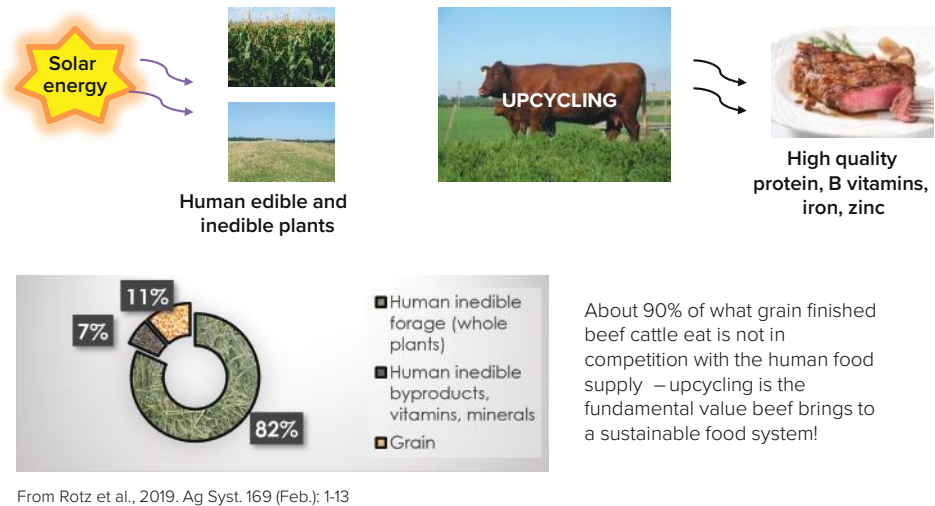 Solar
energy
UPCYCLING
Human edible and
inedible plants
High quality
protein, B vitamins,
iron, zinc
11%
7%
82%
Human inedible
forage (whole
plants)
Human inedible
byproducts,
vitamins, minerals
Grain
About 90% of what grain finished
beef cattle eat is not in
competition with the human food
supply – upcycling is the
fundamental value beef brings to
a sustainable food system!
From Rotz et al., 2019. Ag Syst. 169 (Feb.): 1-13